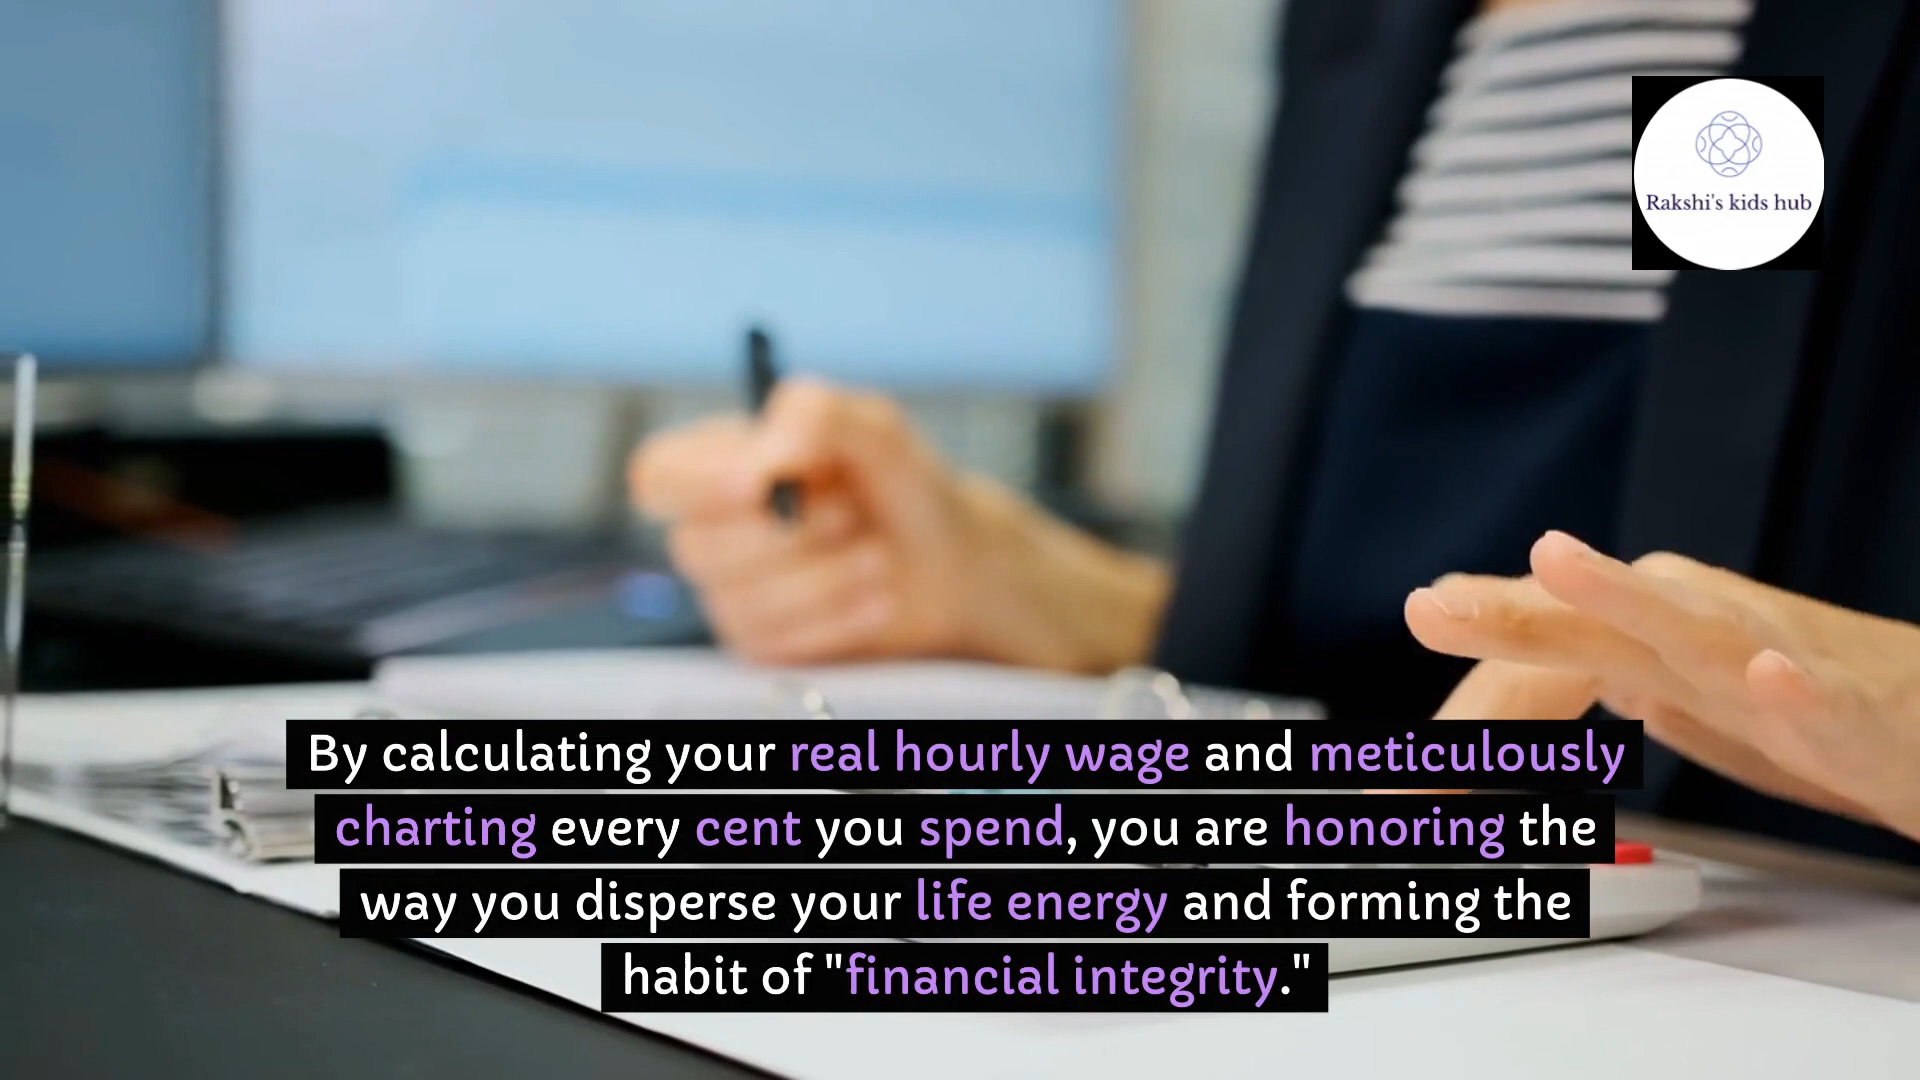 Rakshi's kids hub
By calculating your real hourly wage and meticulously
charting every cent you spend, you are honoring the
way you disperse your life energy and forming the
habit of "financial integrity."